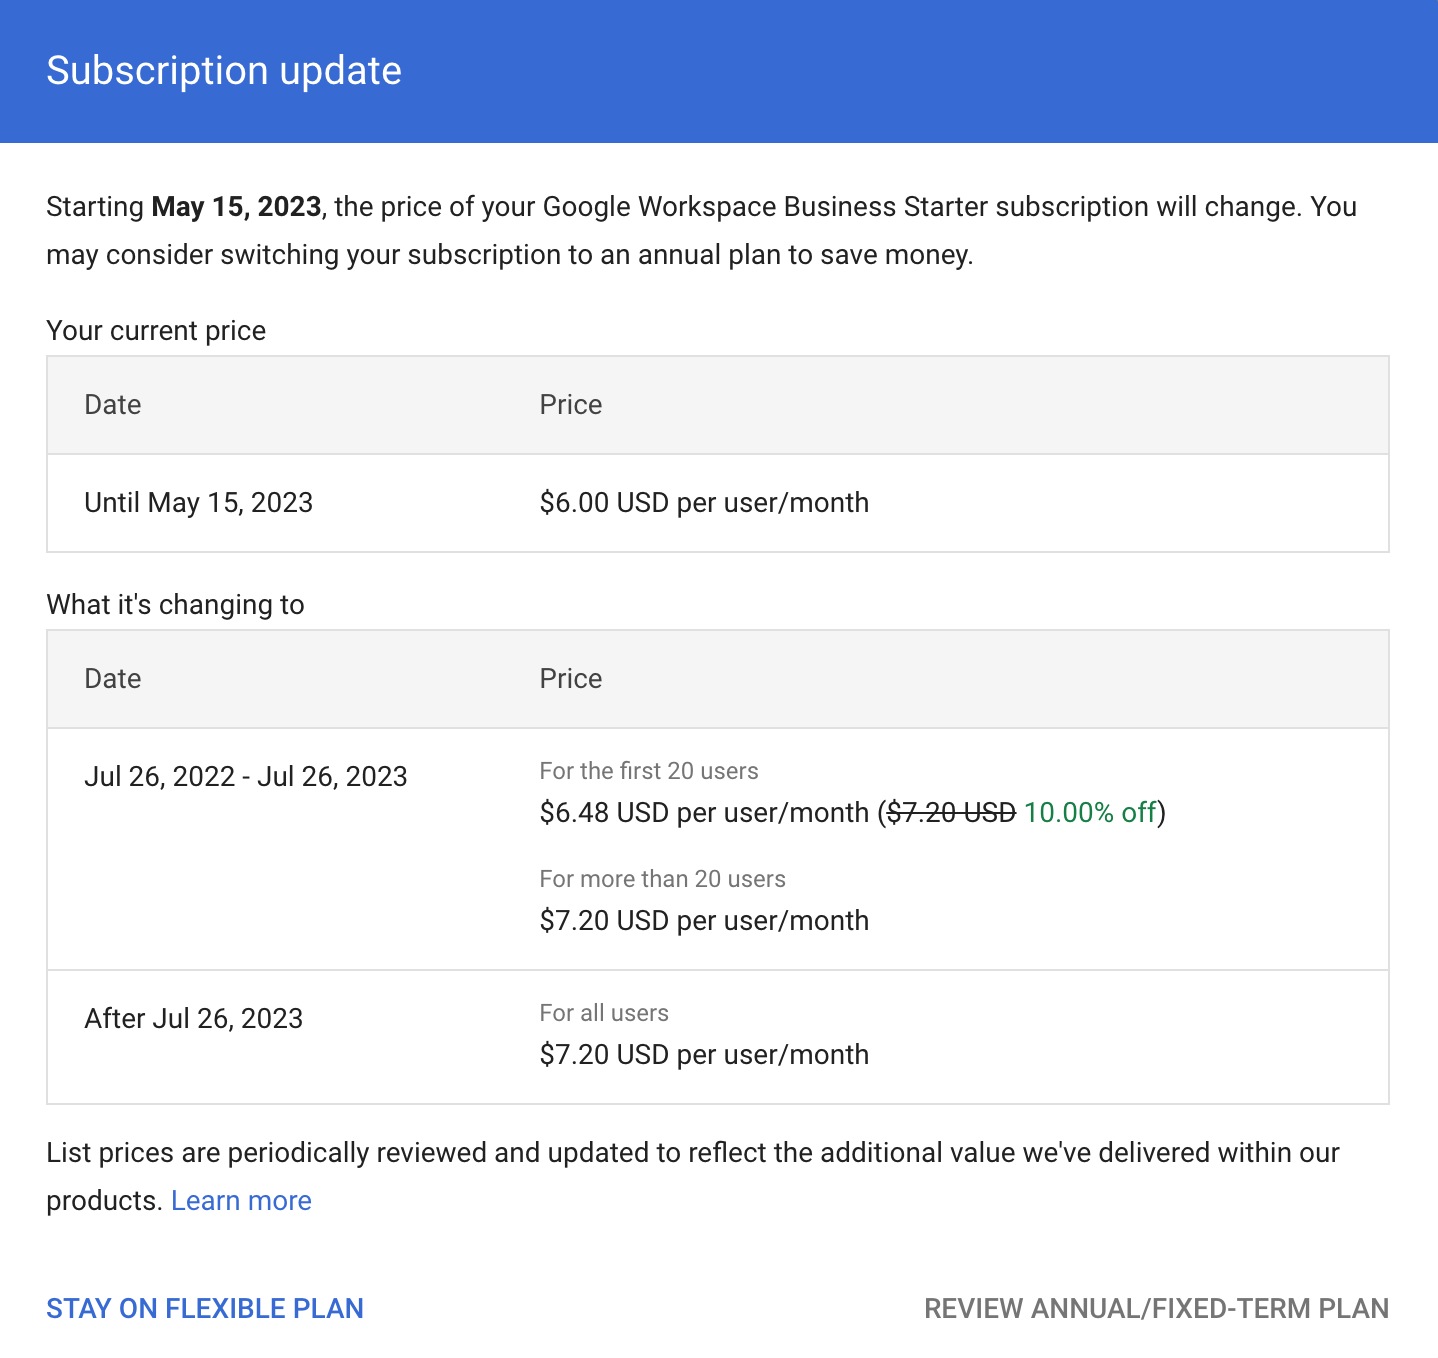 Subscription update
Starting May 15, 2023, the price of your Google Workspace Business Starter subscription will change. You
may consider switching your subscription to an annual plan to save money.
Your current price
Date Price
Until May 15, 2023 $6.00 USD per user/month
What it's changing to
Date Price
Jul 26, 2022 - Jul 26, 2023 For the first 20 users
$6.48 USD per user/month ($7.20 USD 10.00% off)
For more than 20 users
$7.20 USD per user/month
After Jul 26, 2023 For all users
$7.20 USD per user/month
List prices are periodically reviewed and updated to reflect the additional value we've delivered within our
products. Learn more
STAY ON FLEXIBLE PLAN REVIEW ANNUAL/FIXED-TERM PLAN